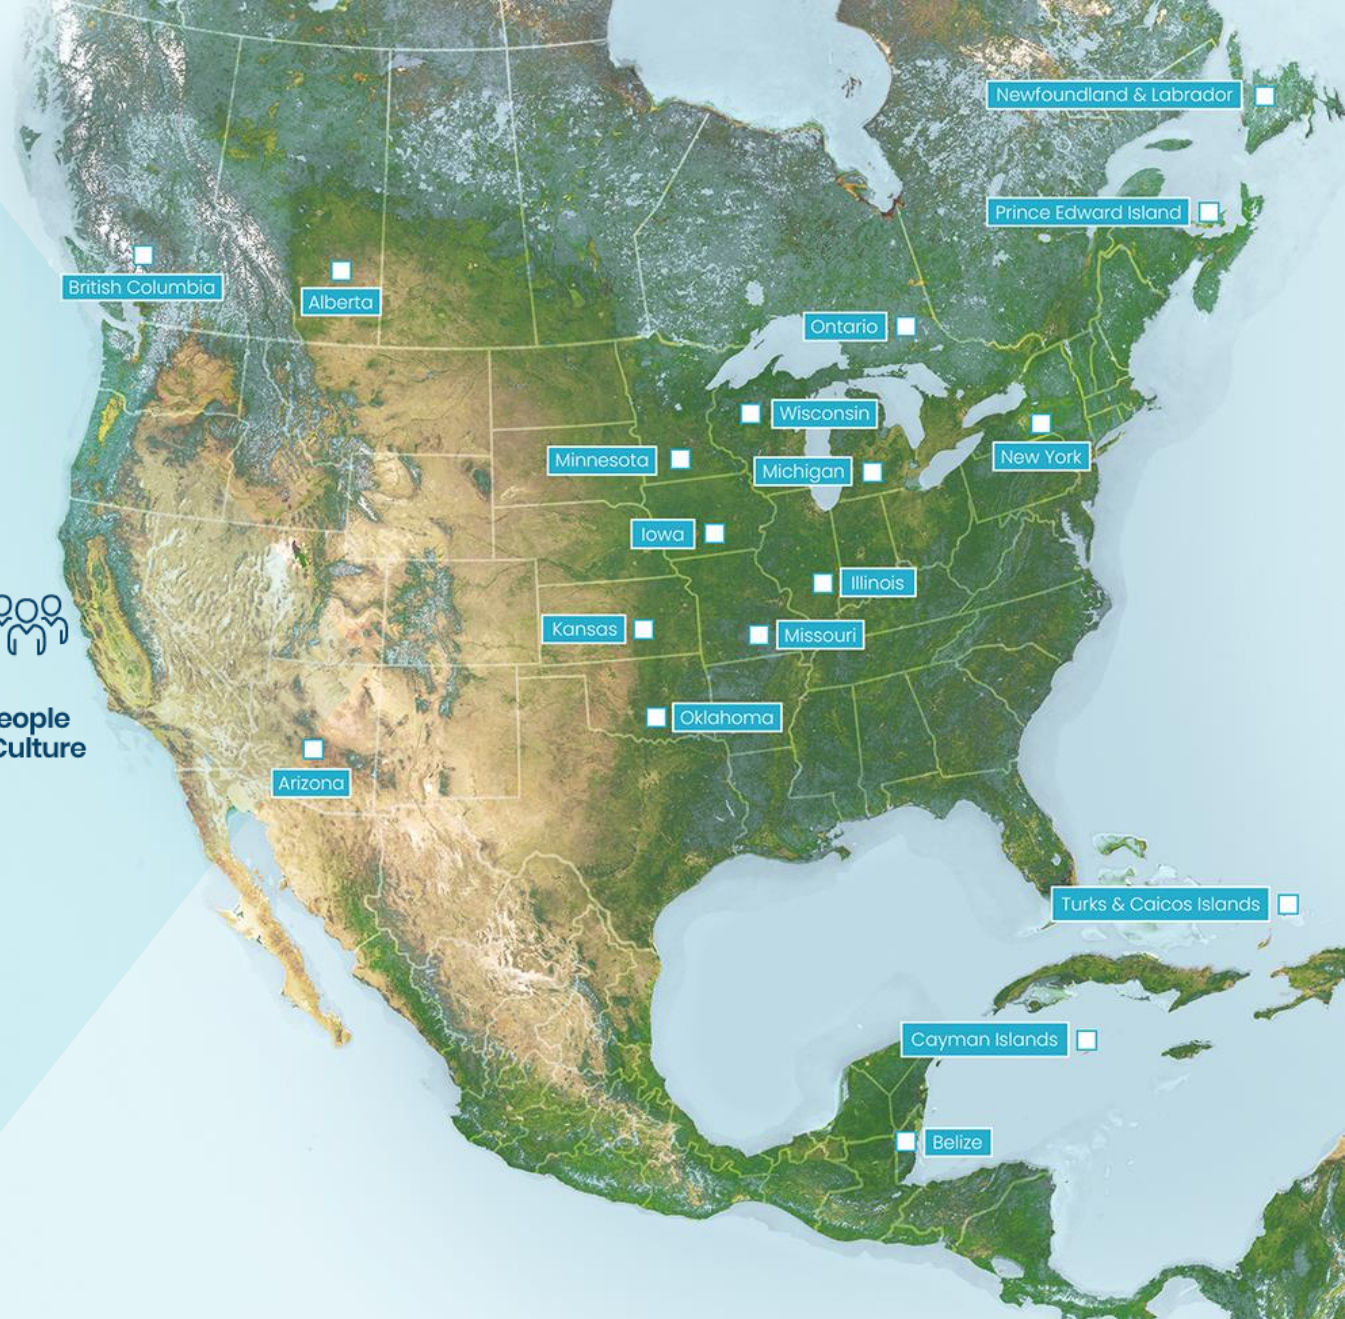 Newfoundland & Labrador
Prince Edward Island
British Columbia
Alberta
Ontario
Wisconsin
New York
Minnesota
Michigan
Iowa
Illinois
Kansas
Missouri
Oklahoma
eople
Culture
Arizona
Turks & Caicos Islands
Cayman Islands
Belize